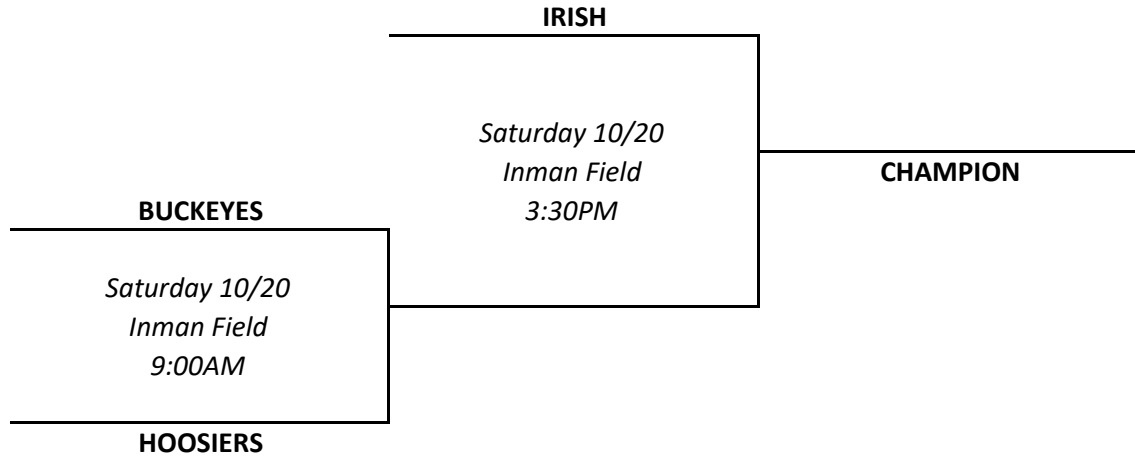 IRISH
Saturday 10/20
Inman Field
3:30PM
CHAMPION
BUCKEYES
Saturday 10/20
Inman Field
9:00AM
HOOSIERS